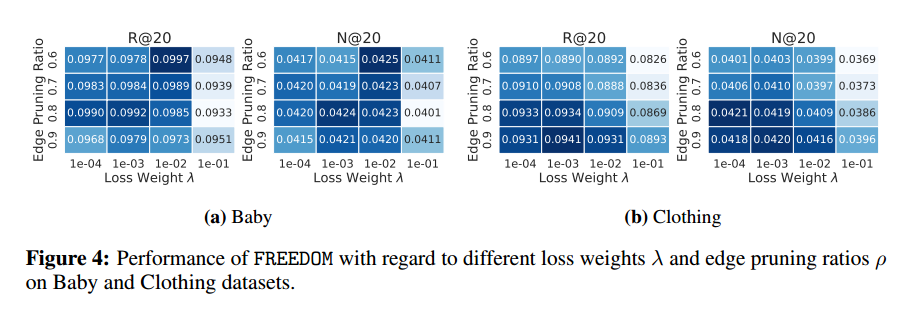 R@20
N@20
R@20
N@20
Edge Pruning Ratio
0.6 0.7 0.8 0.9
0.0977 0.0978 0.0997 0.0948
0.0983 0.0984 0.0989 0.0939
0.0990 0.0992 0.0985 0.0933
0.0968 0.0979 0.0973 0.0951
1e-04 1e-03 1e-02 1e-01
Loss Weight λ
Edge Pruning Ratio
0.6 0.7 0.8 0.9
0.0417 0.0415 0.0425 0.0411
0.0420 0.0419 0.0423 0.0407
0.0420 0.0424 0.0423 0.0401
0.0415 0.0421 0.0420 0.0411
1e-04 1e-03 1e-02 1e-01
Loss Weight λ
Edge Pruning Ratio
0.6 0.7 0.8 0.9
0.0897 0.0890 0.0892 0.0826
0.0910 0.0908 0.0888 0.0836
0.0933 0.0934 0.0909 0.0869
0.0931 0.0941 0.0931 0.0893
1e-04 1e-03 1e-02 1e-01
Loss Weight λ
Edge Pruning Ratio
0.6 0.7 0.8 0.9
0.0401 0.0403 0.0399 0.0369
0.0406 0.0410 0.0397 0.0373
0.0421 0.0419 0.0409 0.0386
0.0418 0.0420 0.0416 0.0396
1e-04 1e-03 1e-02 1e-01
Loss Weight λ
(a) Baby
(b) Clothing
Figure 4: Performance of FREEDOM with regard to different loss weights λ and edge pruning ratios ρ
on Baby and Clothing datasets.